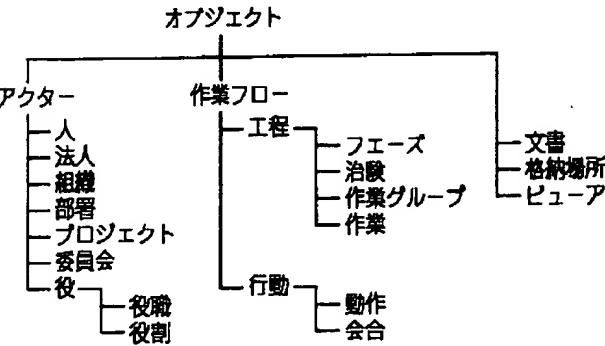 オブジェクト
アクター
人
法人
組織
部署
プロジェクト
委員会
役
役職
役割
作業フロー
工程
フエーズ
治験
作業グループ
作業
行動
動作
会合
文書
格納場所
ビューア